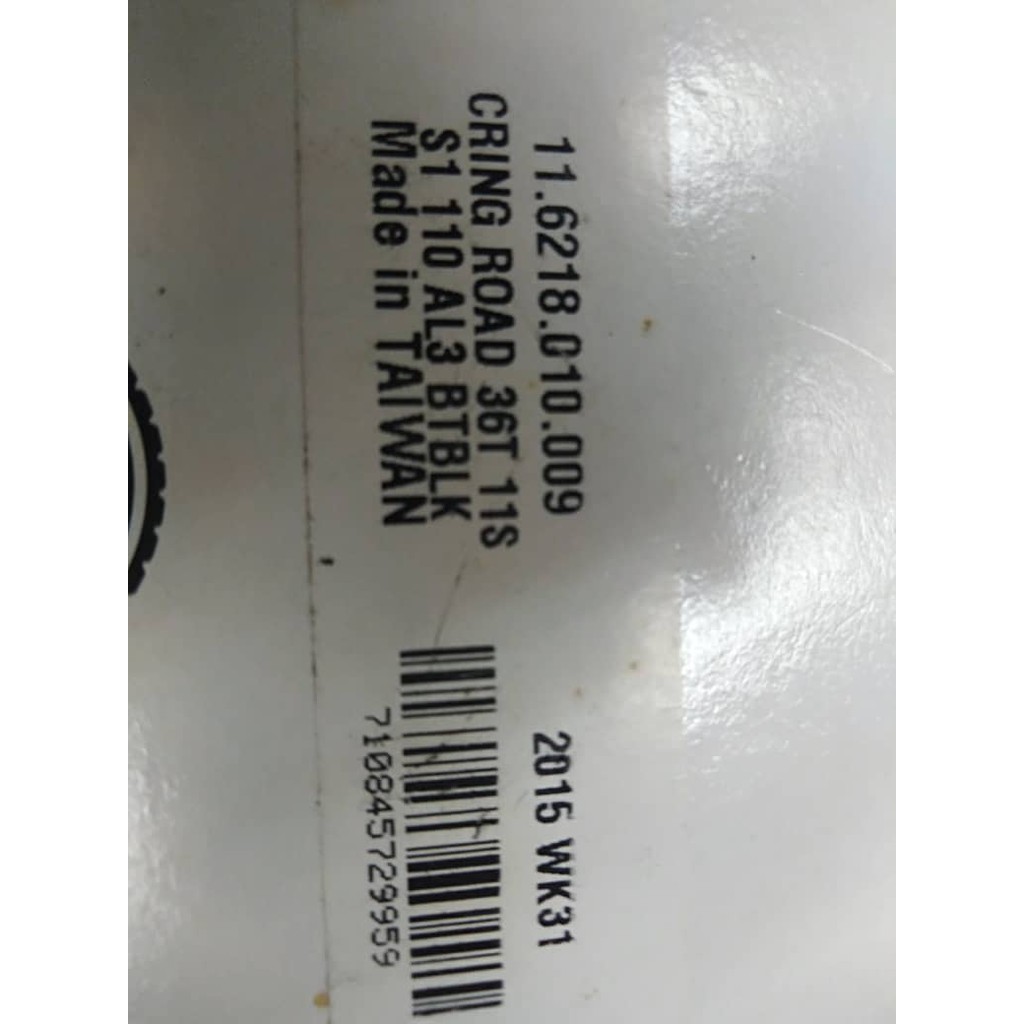 11.6218.010.009
2015 WK31
CRING ROAD 36T 11S
S1 110 AL3 BTBLK
Made in TAIWAN
710845729959